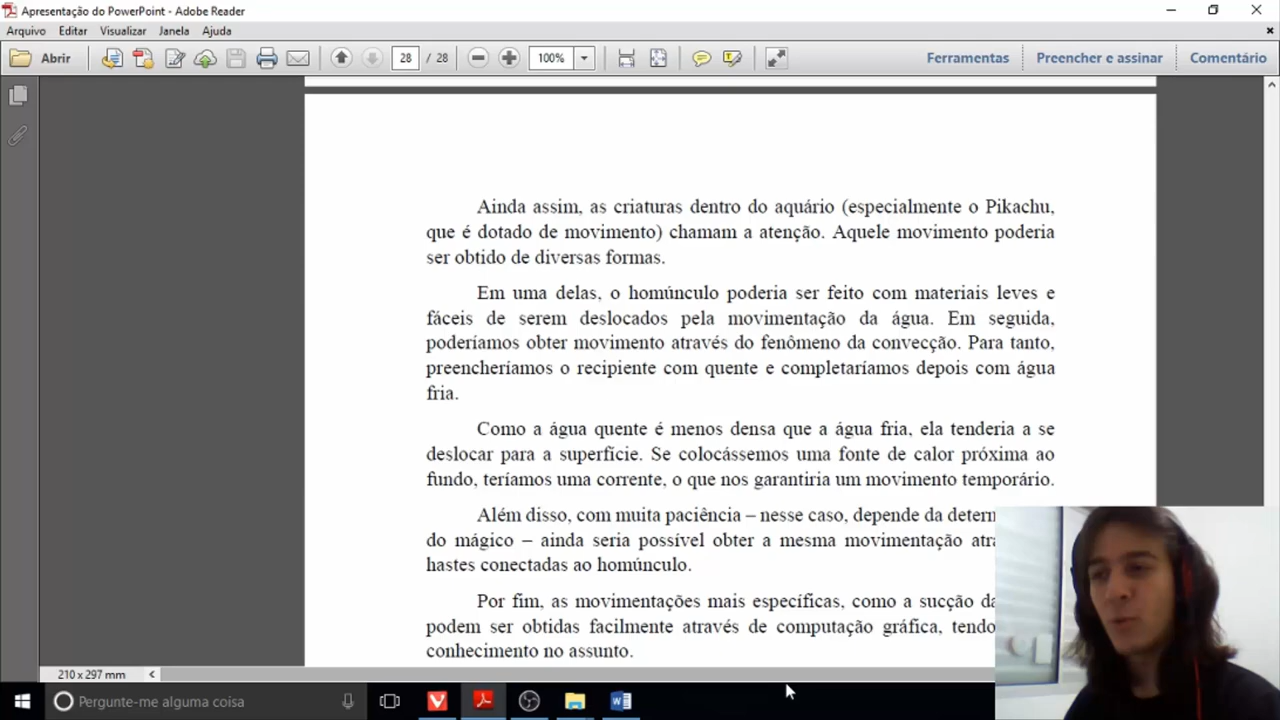 Apresentação do PowerPoint - Adobe Reader
Arquivo Editar Visualizar Janela Ajuda
Abrir 28 / 28 100% Ferramentas Preencher e assinar Comentário
Ainda assim, as criaturas dentro do aquário (especialmente o Pikachu,
que é dotado de movimento) chamam a atenção. Aquele movimento poderia
ser obtido de diversas formas.
Em uma delas, o homúnculo poderia ser feito com materiais leves e
fáceis de serem deslocados pela movimentação da água. Em seguida,
poderíamos obter movimento através do fenômeno da convecção. Para tanto,
preencheríamos o recipiente com quente e completaríamos depois com água
fria.
Como a água quente é menos densa que a água fria, ela tenderia a se
deslocar para a superfície. Se colocássemos uma fonte de calor próxima ao
fundo, teríamos uma corrente, o que nos garantiria um movimento temporário.
Além disso, com muita paciência – nesse caso, depende da determ
do mágico – ainda seria possível obter a mesma movimentação atra
hastes conectadas ao homúnculo.
Por fim, as movimentações mais específicas, como a sucção da
podem ser obtidas facilmente através de computação gráfica, tendo
conhecimento no assunto.
210 x 297 mm
Pergunte-me alguma coisa